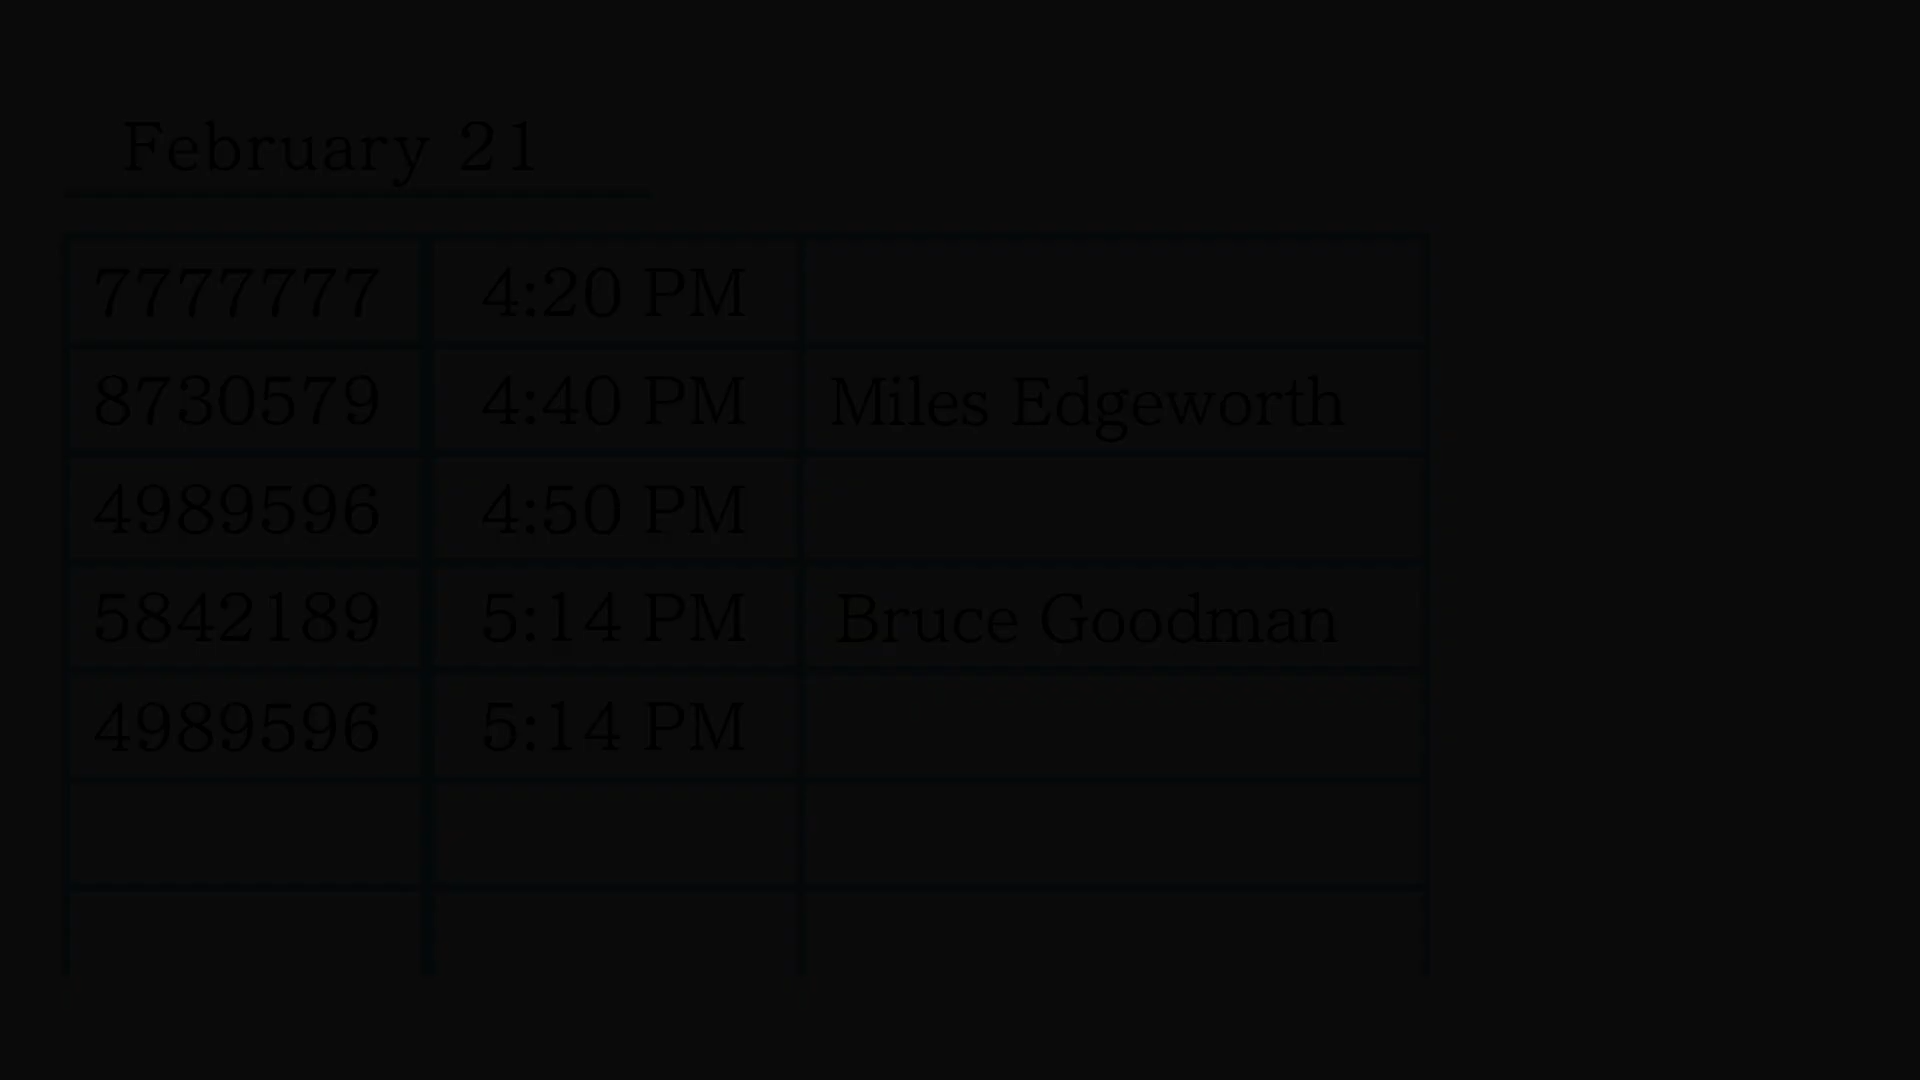 February 21
7777777 4:20 PM
8730579 4:40 PM Miles Edgeworth
4989596 4:50 PM
5842189 5:14 PM Bruce Goodman
4989596 5:14 PM